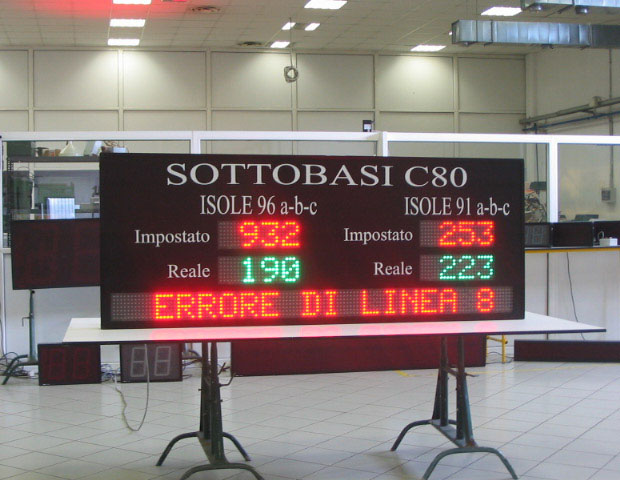 SOTTOBASI C80
ISOLE 96 a-b-c ISOLE 91 a-b-c
Impostato 932 Impostato 253
Reale 190 Reale 223
ERRORE DI LINEA 8